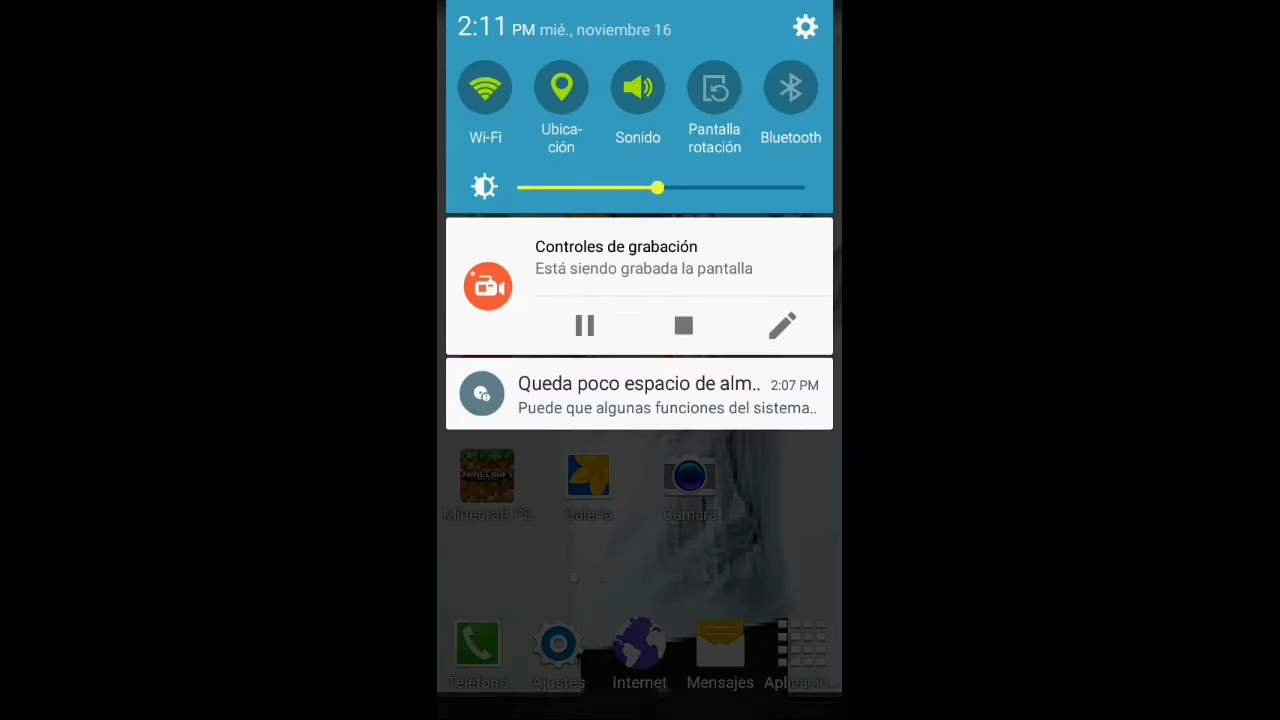 2:11 PM mié., noviembre 16
Wi-Fi
Ubica-
ción
Sonido
Pantalla
rotación
Bluetooth
Controles de grabación
Está siendo grabada la pantalla
Queda poco espacio de alm.. 2:07 PM
Puede que algunas funciones del sistema..
MINECRAFT
Minecraft PE
Galería
Cámara
Teléfono
Ajustes
Internet
Mensajes
Aplicacio..